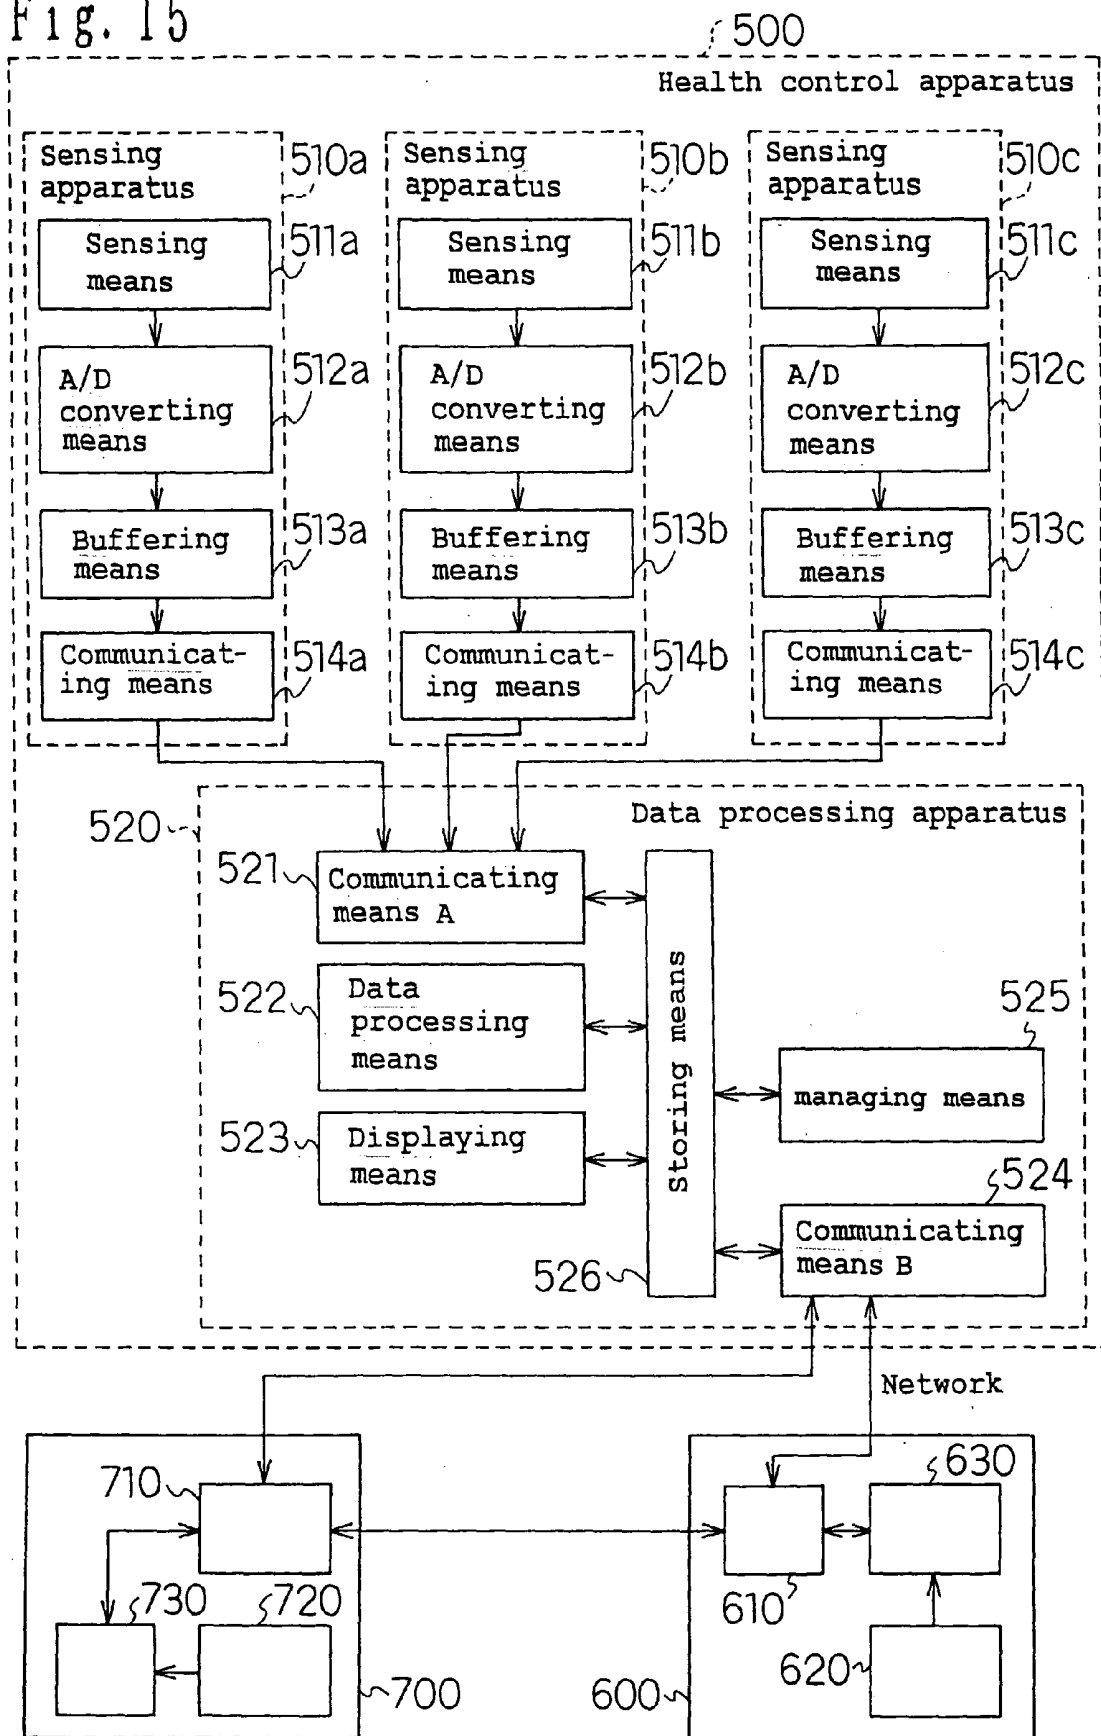 Fig. 15
500
Health control apparatus
Sensing
apparatus
510a
Sensing
means
511a
A/D
converting
means
512a
Buffering
means
513a
Communicat-
ing means
514a
Sensing
apparatus
510b
Sensing
means
511b
A/D
converting
means
512b
Buffering
means
513b
Communicat-
ing means
514b
Sensing
apparatus
510c
Sensing
means
511c
A/D
converting
means
512c
Buffering
means
513c
Communicat-
ing means
514c
520
Data processing apparatus
521
Communicating
means A
522
Data
processing
means
523
Displaying
means
Storing means
526
525
managing means
524
Communicating
means B
Network
710
730
720
700
630
610
620
600